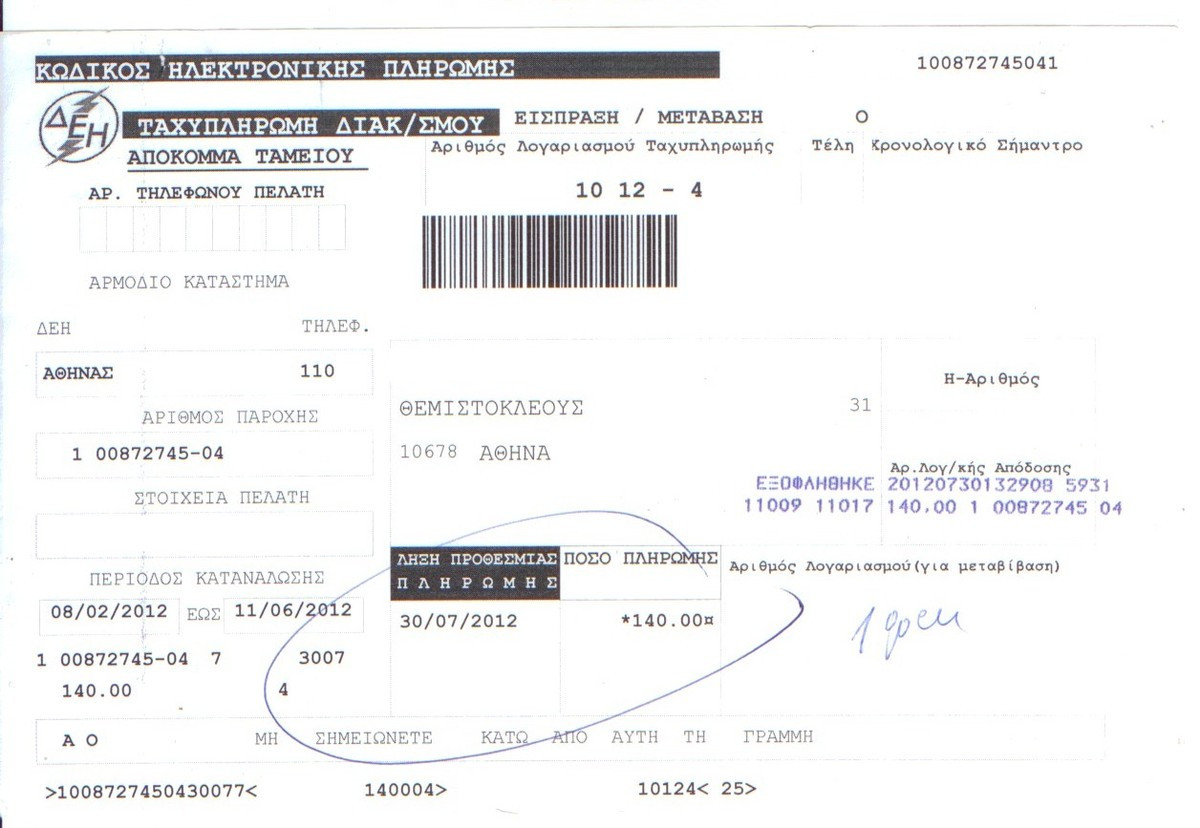 ΚΩΔΙΚΟΣ ΗΛΕΚΤΡΟΝΙΚΗΣ ΠΛΗΡΩΜΗΣ 100872745041
ΔΕΗ
ΤΑΧΥΠΛΗΡΩΜΗ ΔΙΑΚ/ΣΜΟΥ ΕΙΣΠΡΑΞΗ / ΜΕΤΑΒΑΣΗ Ο
ΑΠΟΚΟΜΜΑ ΤΑΜΕΙΟΥ Αριθμός Λογαριασμού Ταχυπληρωμής Τέλη Χρονολογικό Σήμαντρο
ΑΡ. ΤΗΛΕΦΩΝΟΥ ΠΕΛΑΤΗ 10 12 - 4
ΑΡΜΟΔΙΟ ΚΑΤΑΣΤΗΜΑ
ΔΕΗ ΤΗΛΕΦ.
ΑΘΗΝΑΣ 110
Η-Αριθμός
ΑΡΙΘΜΟΣ ΠΑΡΟΧΗΣ ΘΕΜΙΣΤΟΚΛΕΟΥΣ 31
1 00872745-04 10678 ΑΘΗΝΑ
Αρ.Λογ/κής Απόδοσης
ΕΞΟΦΛΗΘΗΚΕ 20120730132908 5931
11009 11017 140,00 1 00872745 04
ΣΤΟΙΧΕΙΑ ΠΕΛΑΤΗ
ΛΗΞΗ ΠΡΟΘΕΣΜΙΑΣ ΠΟΣΟ ΠΛΗΡΩΜΗΣ Αριθμός Λογαριασμού(για μεταβίβαση)
ΠΛΗΡΩΜΗΣ
ΠΕΡΙΟΔΟΣ ΚΑΤΑΝΑΛΩΣΗΣ
08/02/2012 ΕΩΣ 11/06/2012 30/07/2012 *140.00¤
1 00872745-04 7 3007
140.00 4
Α Ο ΜΗ ΣΗΜΕΙΩΝΕΤΕ ΚΑΤΩ ΑΠΟ ΑΥΤΗ ΤΗ ΓΡΑΜΜΗ
>1008727450430077< 140004> 10124< 25>